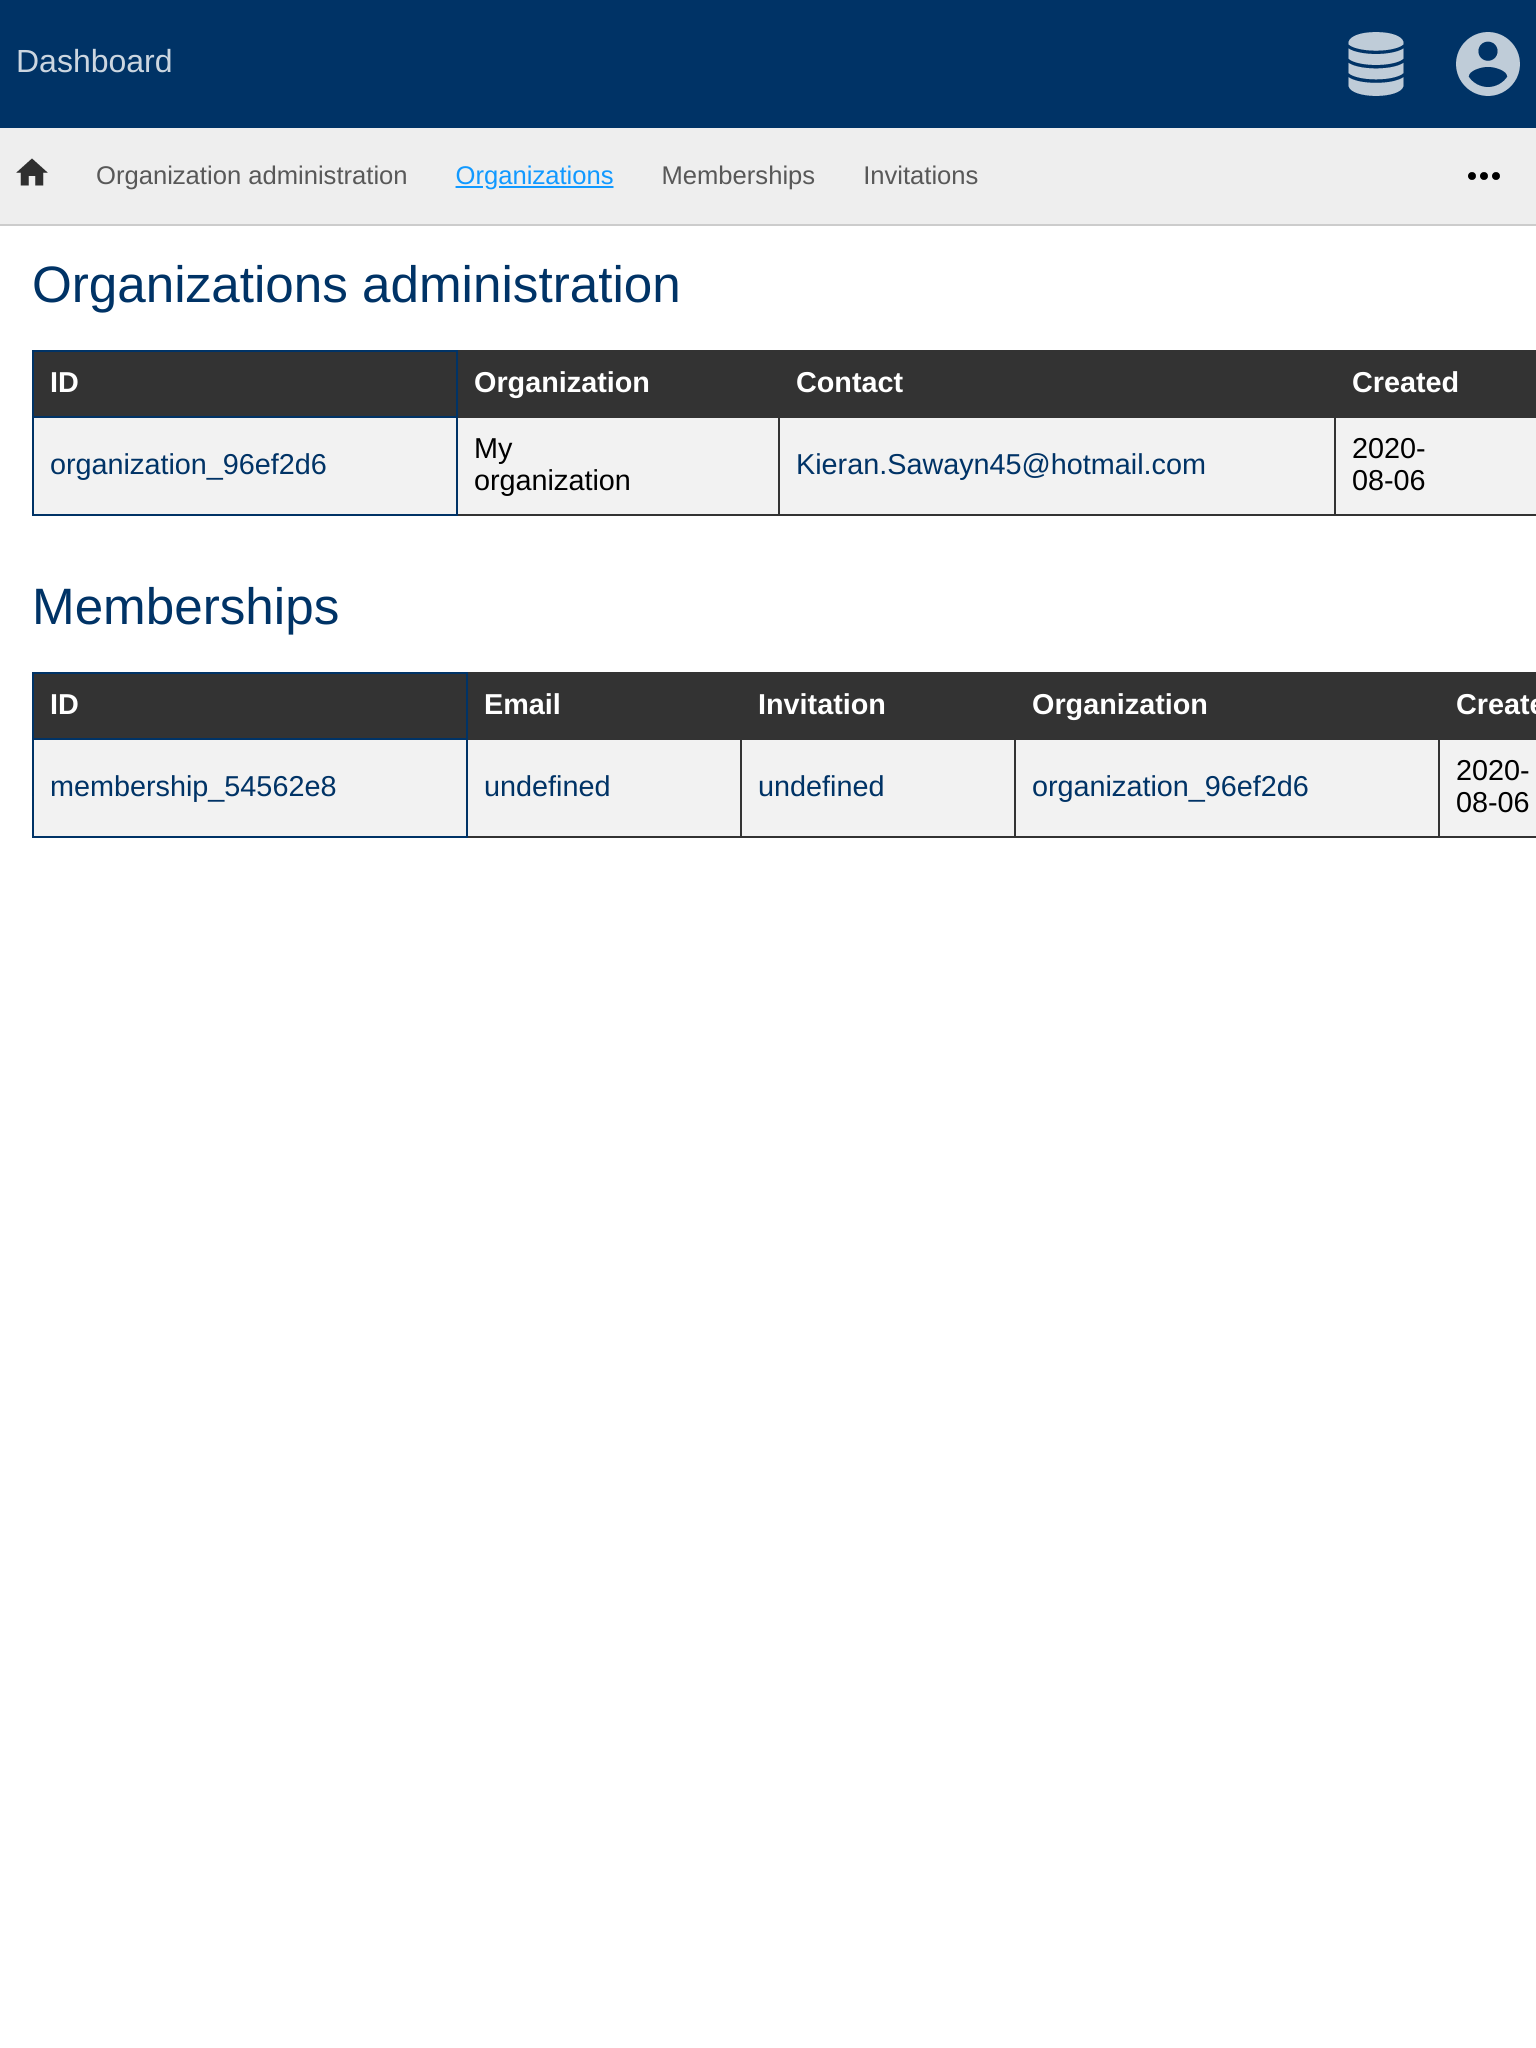 Dashboard
Organization administration Organizations Memberships Invitations
Organizations administration
ID Organization Contact Created
organization_96ef2d6 My organization Kieran.Sawayn45@hotmail.com 2020-08-06
Memberships
ID Email Invitation Organization Create
membership_54562e8 undefined undefined organization_96ef2d6 2020-08-06